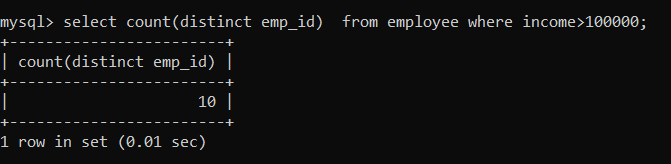 mysql> select count(distinct emp_id)  from employee where income>100000;
+------------------------+
| count(distinct emp_id) |
+------------------------+
|                     10 |
+------------------------+
1 row in set (0.01 sec)